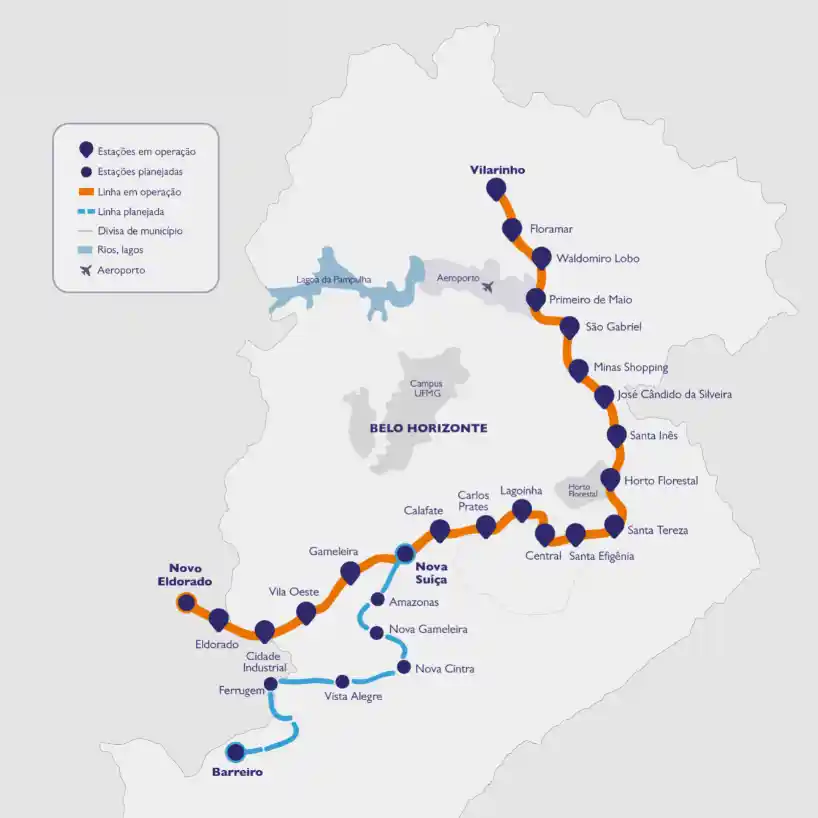 Estações em operação
Estações planejadas
Linha em operação
Linha planejada
Divisa de município
Rios, lagos
Aeroporto
Vilarinho
Floramar
Waldomiro Lobo
Lagoa da Pampulha
Aeroporto
Primeiro de Maio
São Gabriel
Minas Shopping
Campus
UFMG
José Cândido da Silveira
BELO HORIZONTE
Santa Inês
Horto
Florestal
Horto Florestal
Lagoinha
Carlos
Prates
Calafate
Santa Tereza
Central
Santa Efigênia
Gameleira
Nova
Suíça
Novo
Eldorado
Vila Oeste
Amazonas
Eldorado
Nova Gameleira
Cidade
Industrial
Nova Cintra
Ferrugem
Vista Alegre
Barreiro